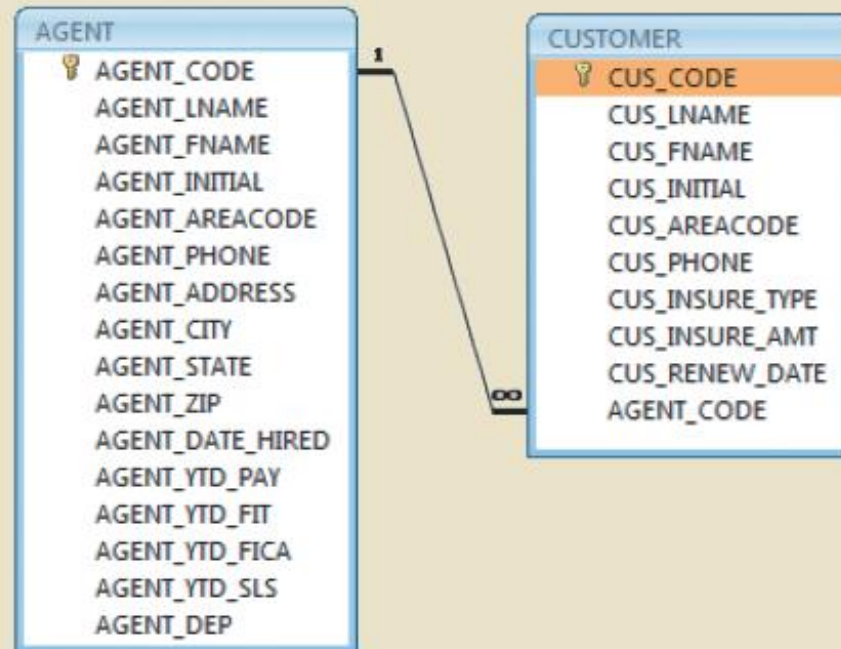 AGENT
AGENT_CODE
AGENT_LNAME
AGENT_FNAME
AGENT_INITIAL
AGENT_AREACODE
AGENT_PHONE
AGENT_ADDRESS
AGENT_CITY
AGENT_STATE
AGENT_ZIP
AGENT_DATE_HIRED
AGENT_YTD_PAY
AGENT_YTD_FIT
AGENT_YTD_FICA
AGENT_YTD_SLS
AGENT_DEP
1
∞
CUSTOMER
CUS_CODE
CUS_LNAME
CUS_FNAME
CUS_INITIAL
CUS_AREACODE
CUS_PHONE
CUS_INSURE_TYPE
CUS_INSURE_AMT
CUS_RENEW_DATE
AGENT_CODE